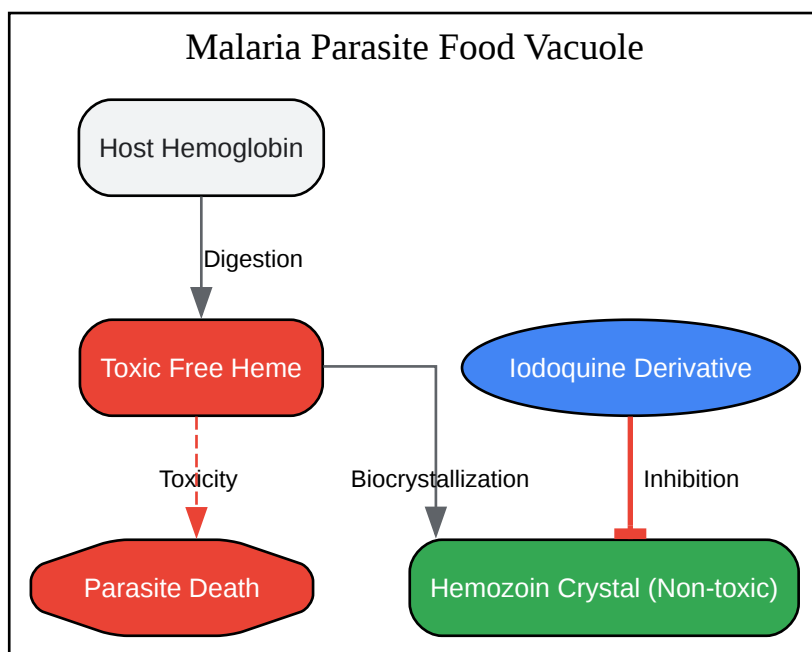 Malaria Parasite Food Vacuole
Host Hemoglobin
Digestion
Toxic Free Heme
Iodoquine Derivative
Toxicity
Biocrystallization
Inhibition
Parasite Death
Hemozoin Crystal (Non-toxic)